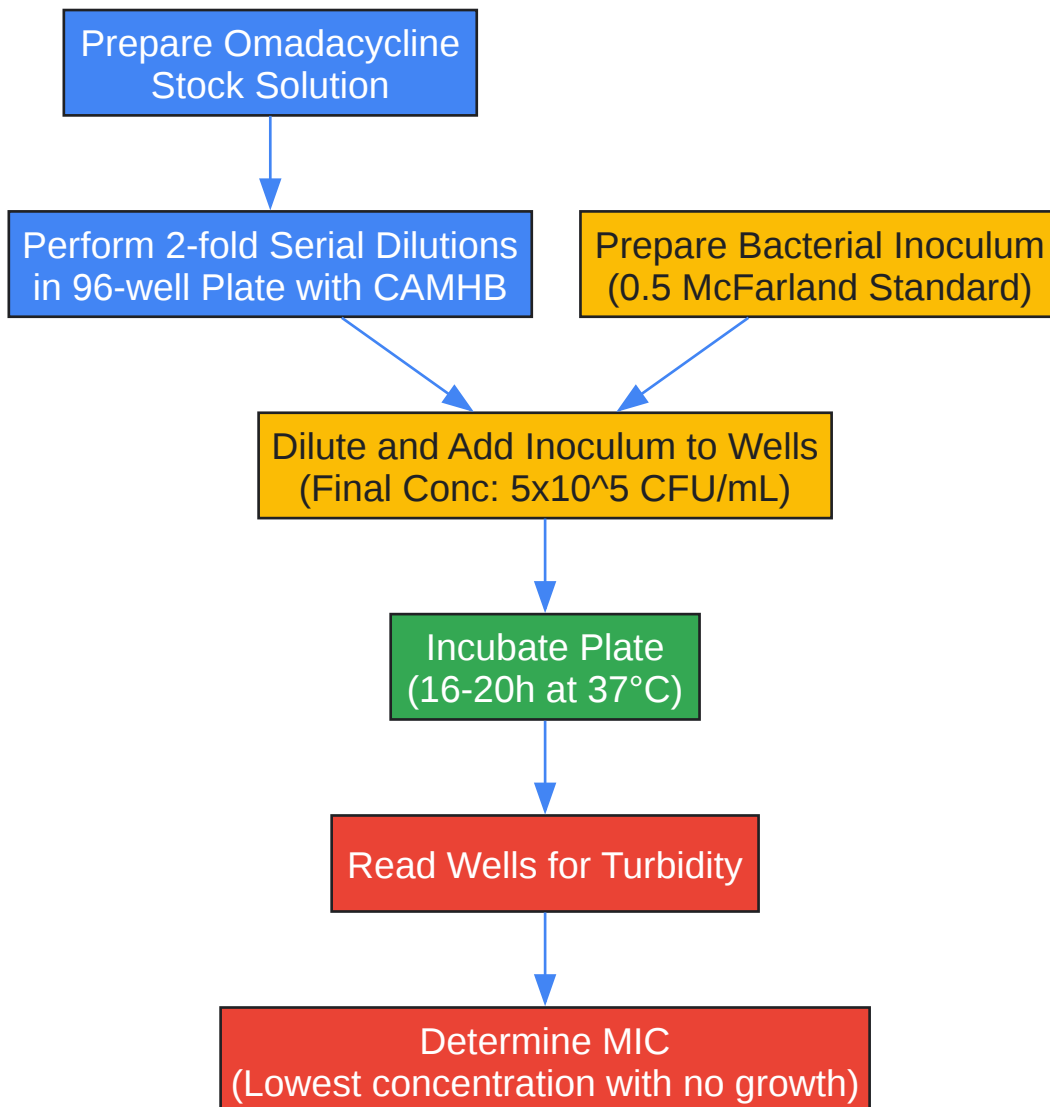 Prepare Omadacycline
Stock Solution
Perform 2-fold Serial Dilutions
in 96-well Plate with CAMHB
Prepare Bacterial Inoculum
(0.5 McFarland Standard)
Dilute and Add Inoculum to Wells
(Final Conc: 5x10^5 CFU/mL)
Incubate Plate
(16-20h at 37°C)
Read Wells for Turbidity
Determine MIC
(Lowest concentration with no growth)